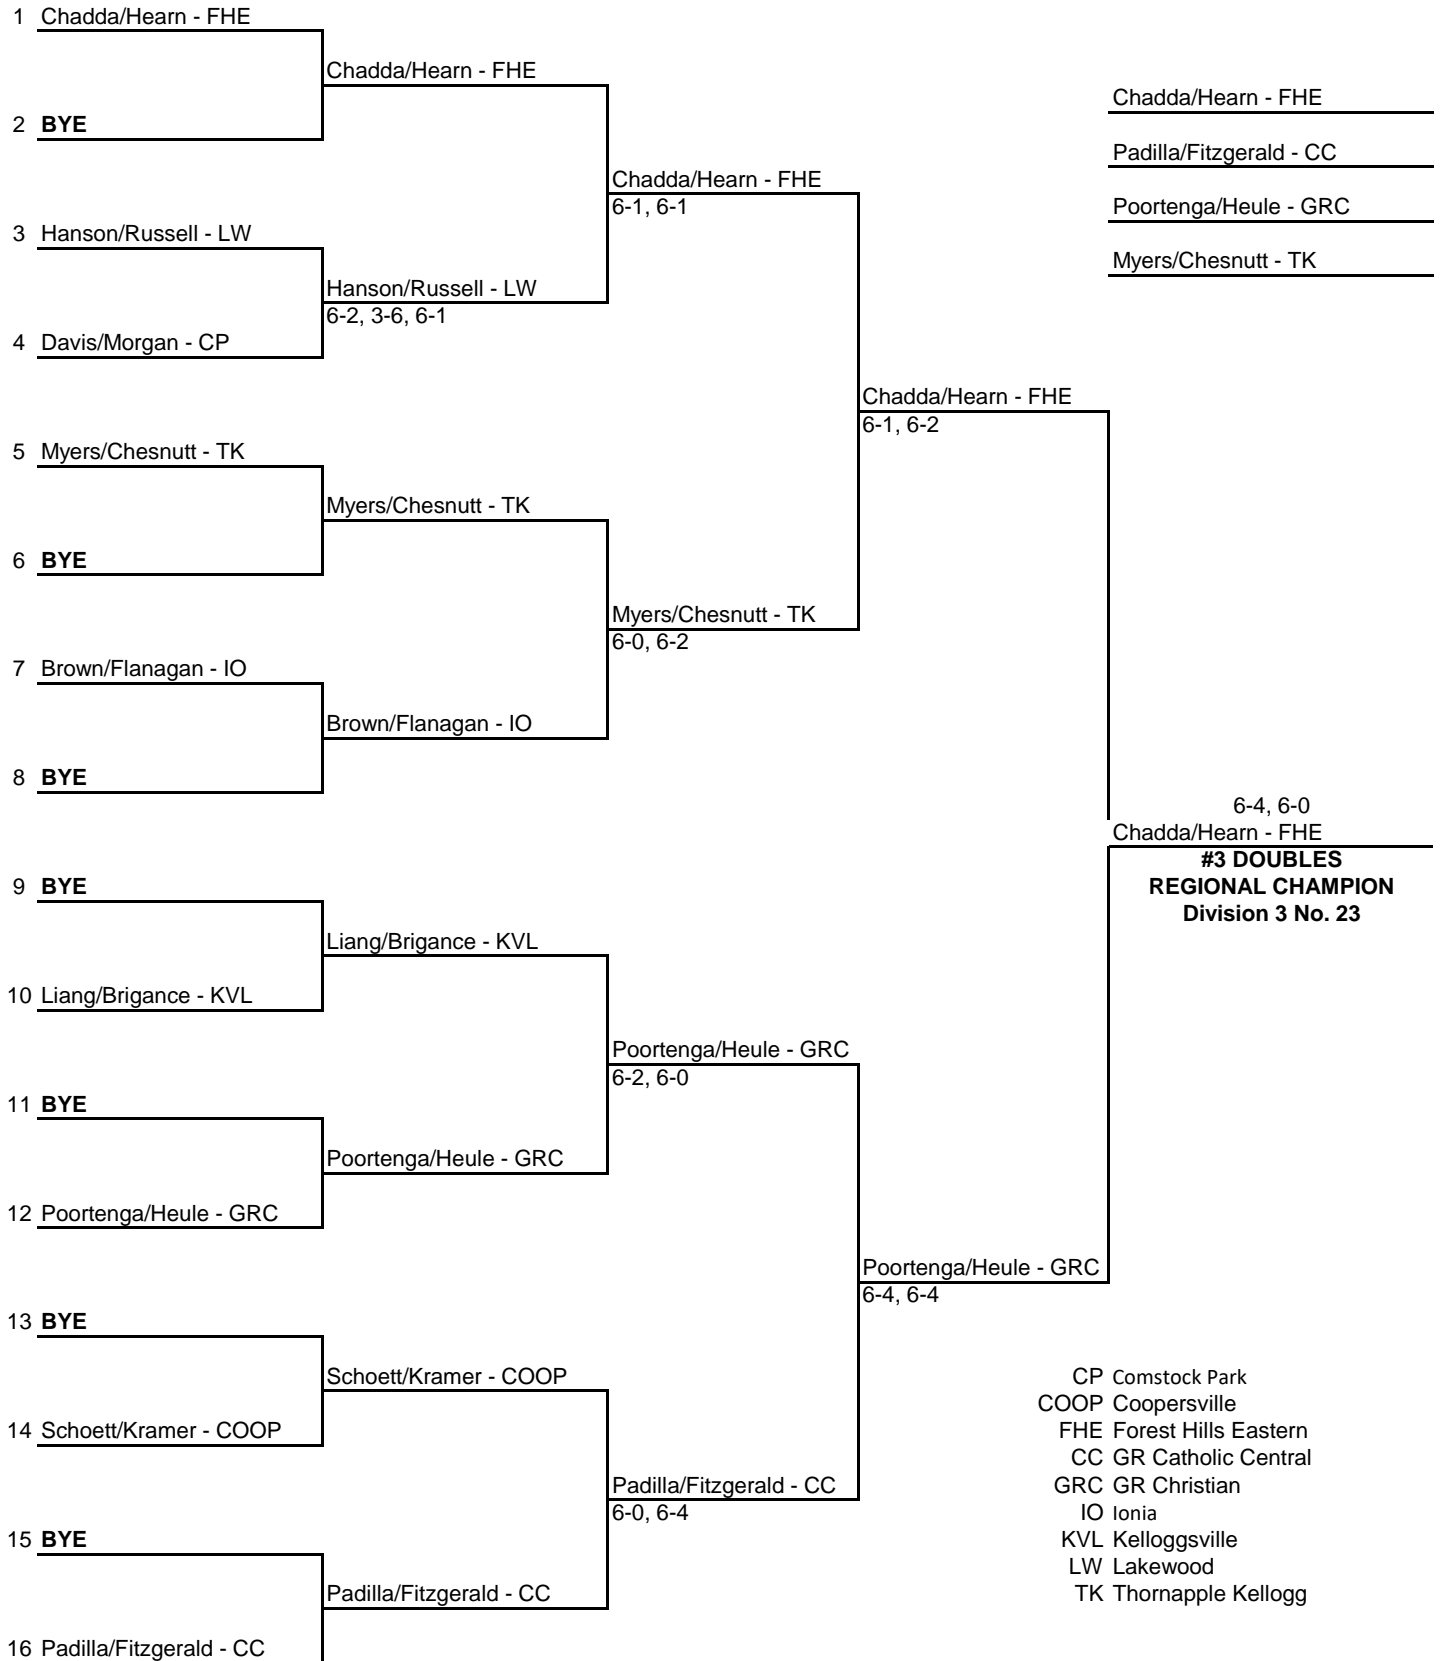 1 Chadda/Hearn - FHE
Chadda/Hearn - FHE
2 BYE
Chadda/Hearn - FHE
6-1, 6-1
3 Hanson/Russell - LW
Hanson/Russell - LW
6-2, 3-6, 6-1
4 Davis/Morgan - CP
Chadda/Hearn - FHE
6-1, 6-2
5 Myers/Chesnutt - TK
Myers/Chesnutt - TK
6 BYE
Myers/Chesnutt - TK
6-0, 6-2
7 Brown/Flanagan - IO
Brown/Flanagan - IO
8 BYE
9 BYE
Liang/Brigance - KVL
10 Liang/Brigance - KVL
Poortenga/Heule - GRC
6-2, 6-0
11 BYE
Poortenga/Heule - GRC
12 Poortenga/Heule - GRC
Poortenga/Heule - GRC
6-4, 6-4
13 BYE
Schoett/Kramer - COOP
14 Schoett/Kramer - COOP
Padilla/Fitzgerald - CC
6-0, 6-4
15 BYE
Padilla/Fitzgerald - CC
16 Padilla/Fitzgerald - CC
Chadda/Hearn - FHE
Padilla/Fitzgerald - CC
Poortenga/Heule - GRC
Myers/Chesnutt - TK
6-4, 6-0
Chadda/Hearn - FHE
#3 DOUBLES
REGIONAL CHAMPION
Division 3 No. 23
CP Comstock Park
COOP Coopersville
FHE Forest Hills Eastern
CC GR Catholic Central
GRC GR Christian
IO Ionia
KVL Kelloggsville
LW Lakewood
TK Thornapple Kellogg